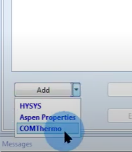 Add
HYSYS
Aspen Properties
COMThermo
Messages